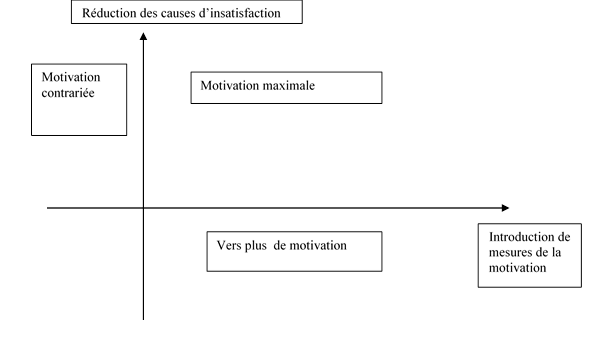 Réduction des causes d'insatisfaction
Motivation
contrariée
Motivation maximale
Vers plus de motivation
Introduction de
mesures de la
motivation